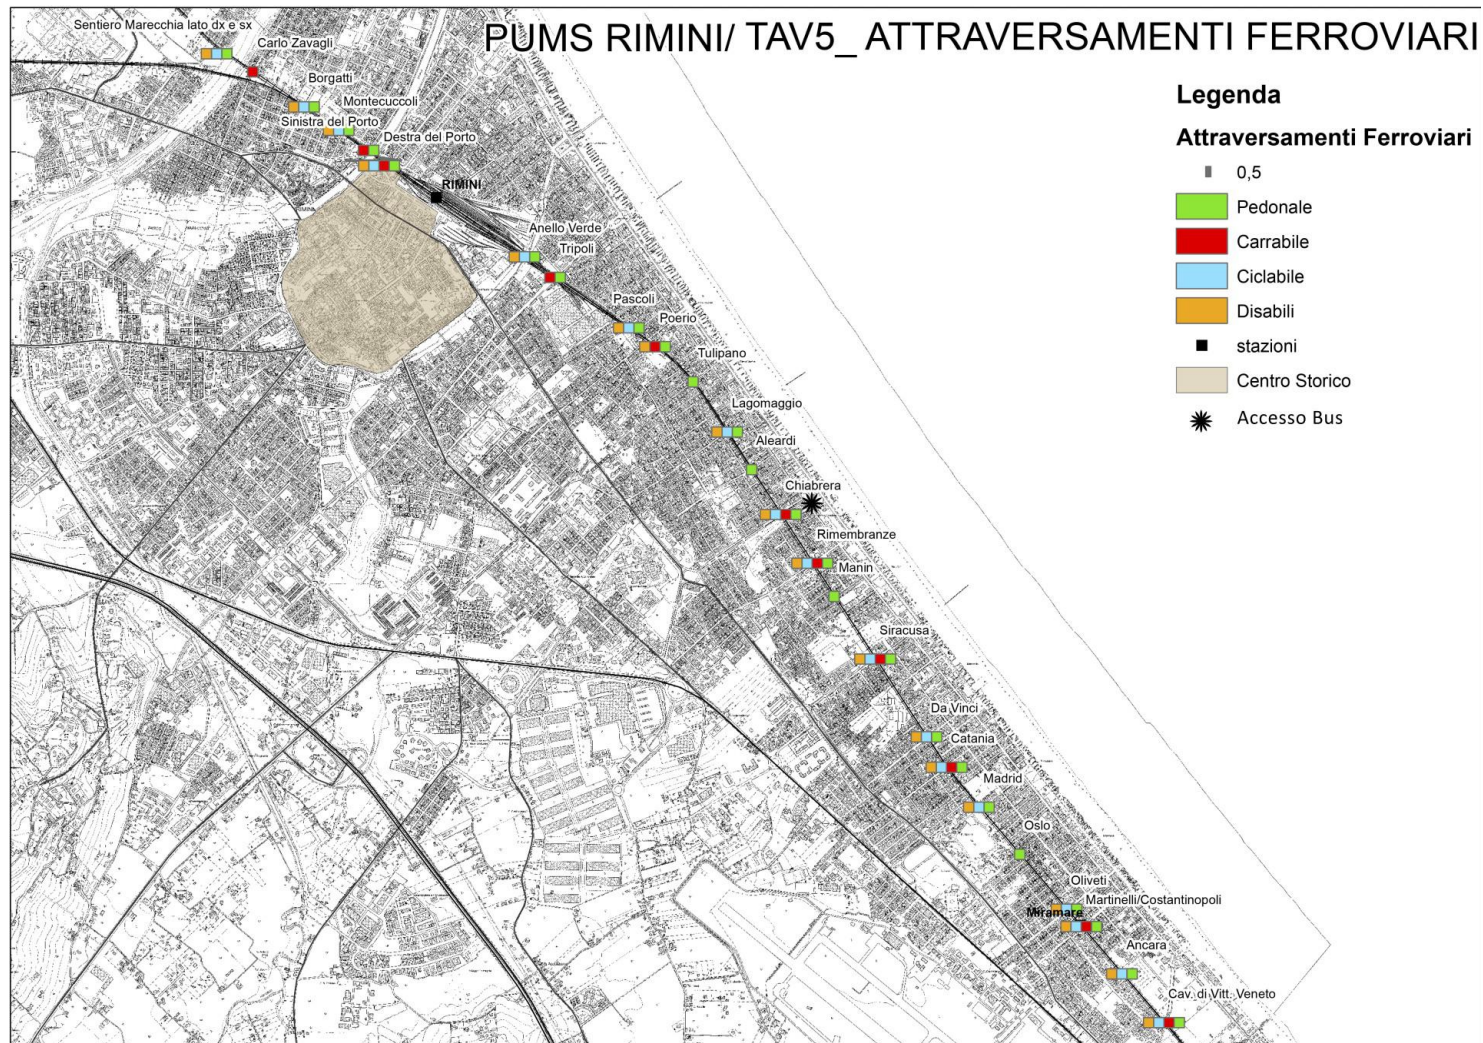 PUMS RIMINI/ TAV5_ ATTRAVERSAMENTI FERROVIARI
Legenda
Attraversamenti Ferroviari
0,5
Pedonale
Carrabile
Ciclabile
Disabili
stazioni
Centro Storico
Accesso Bus
Sentiero Marecchia lato dx e sx
Carlo Zavagli
Borgatti
Montecuccoli
Sinistra del Porto
Destra del Porto
RIMINI
Anello Verde
Tripoli
Pascoli
Poerio
Tulipano
Lagomaggio
Aleardi
Chiabrera
Rimembranze
Manin
Siracusa
Da Vinci
Catania
Madrid
Oslo
Oliveti
Martinelli/Costantinopoli
Miramare
Ancara
Cav. di Vitt. Veneto